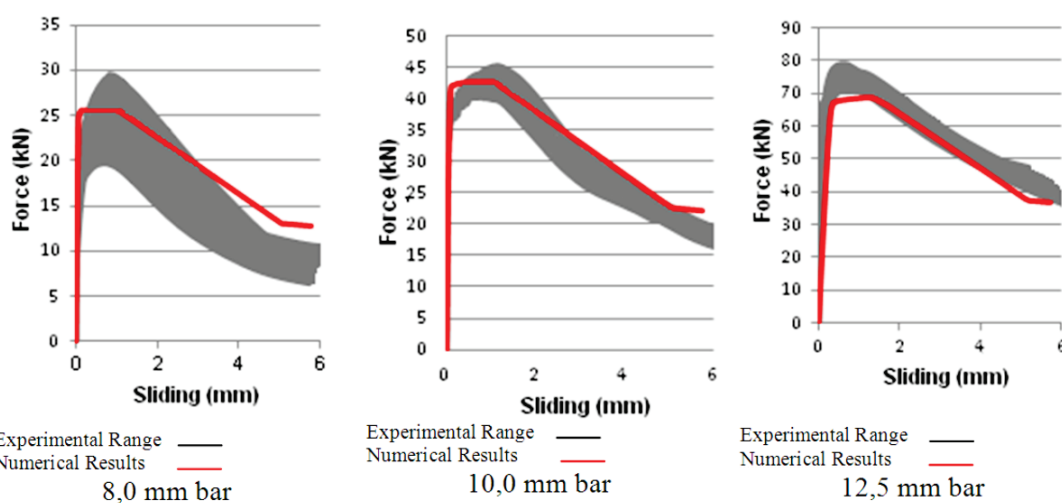 35
30
25
20
15
10
5
0
Force (kN)
0 2 4 6
Sliding (mm)
Experimental Range
Numerical Results
8,0 mm bar
50
45
40
35
30
25
20
15
10
5
0
Force (kN)
0 2 4 6
Sliding (mm)
Experimental Range
Numerical Results
10,0 mm bar
90
80
70
60
50
40
30
20
10
0
Force (kN)
0 2 4 6
Sliding (mm)
Experimental Range
Numerical Results
12,5 mm bar